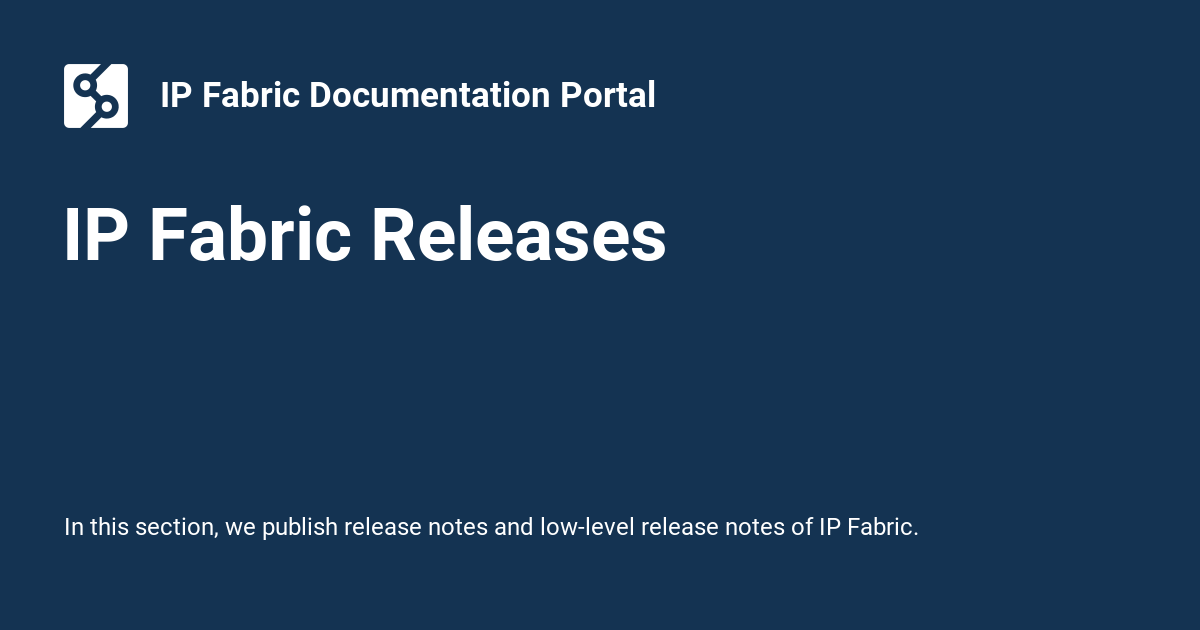 IP Fabric Documentation Portal
IP Fabric Releases
In this section, we publish release notes and low-level release notes of IP Fabric.